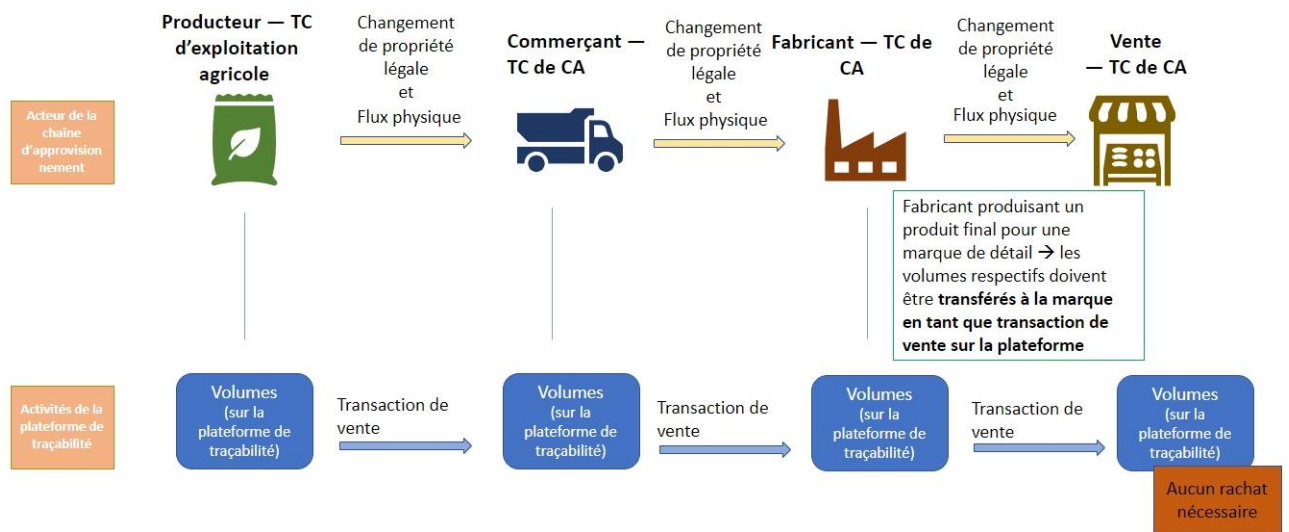 Producteur — TC
d’exploitation
agricole
Changement
de propriété
légale
et
Flux physique
Commerçant —
TC de CA
Changement
de propriété
légale
et
Flux physique
Fabricant — TC de
CA
Changement
de propriété
légale
et
Flux physique
Vente
— TC de CA
Acteur de la
chaîne
d’approvision
nement
Fabricant produisant un
produit final pour une
marque de détail → les
volumes respectifs doivent
être transférés à la marque
en tant que transaction de
vente sur la plateforme
Activités de la
plateforme de
traçabilité
Volumes
(sur la
plateforme de
traçabilité)
Transaction de
vente
Volumes
(sur la
plateforme de
traçabilité)
Transaction de
vente
Volumes
(sur la
plateforme de
traçabilité)
Transaction de
vente
Volumes
(sur la
plateforme de
traçabilité)
Aucun rachat
nécessaire